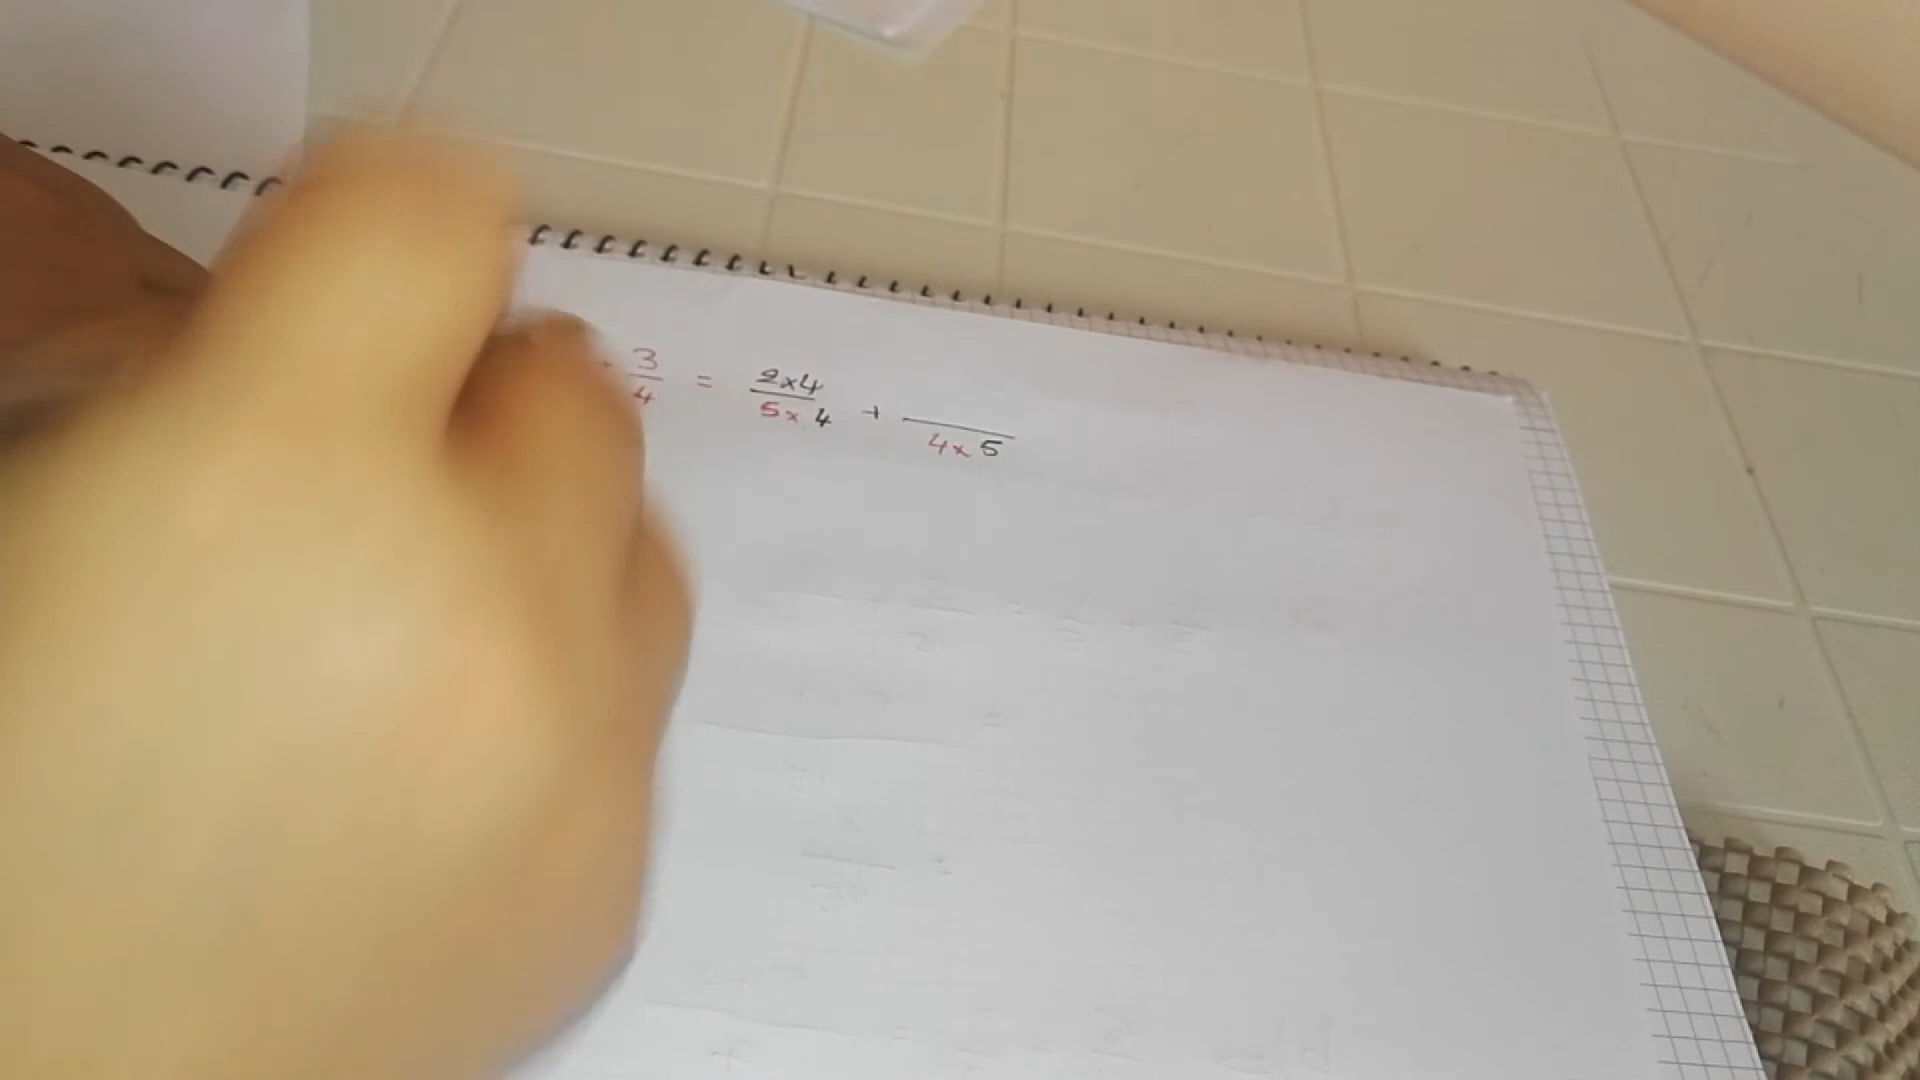 + 3/4 = 2x4/5x4 + /4x5